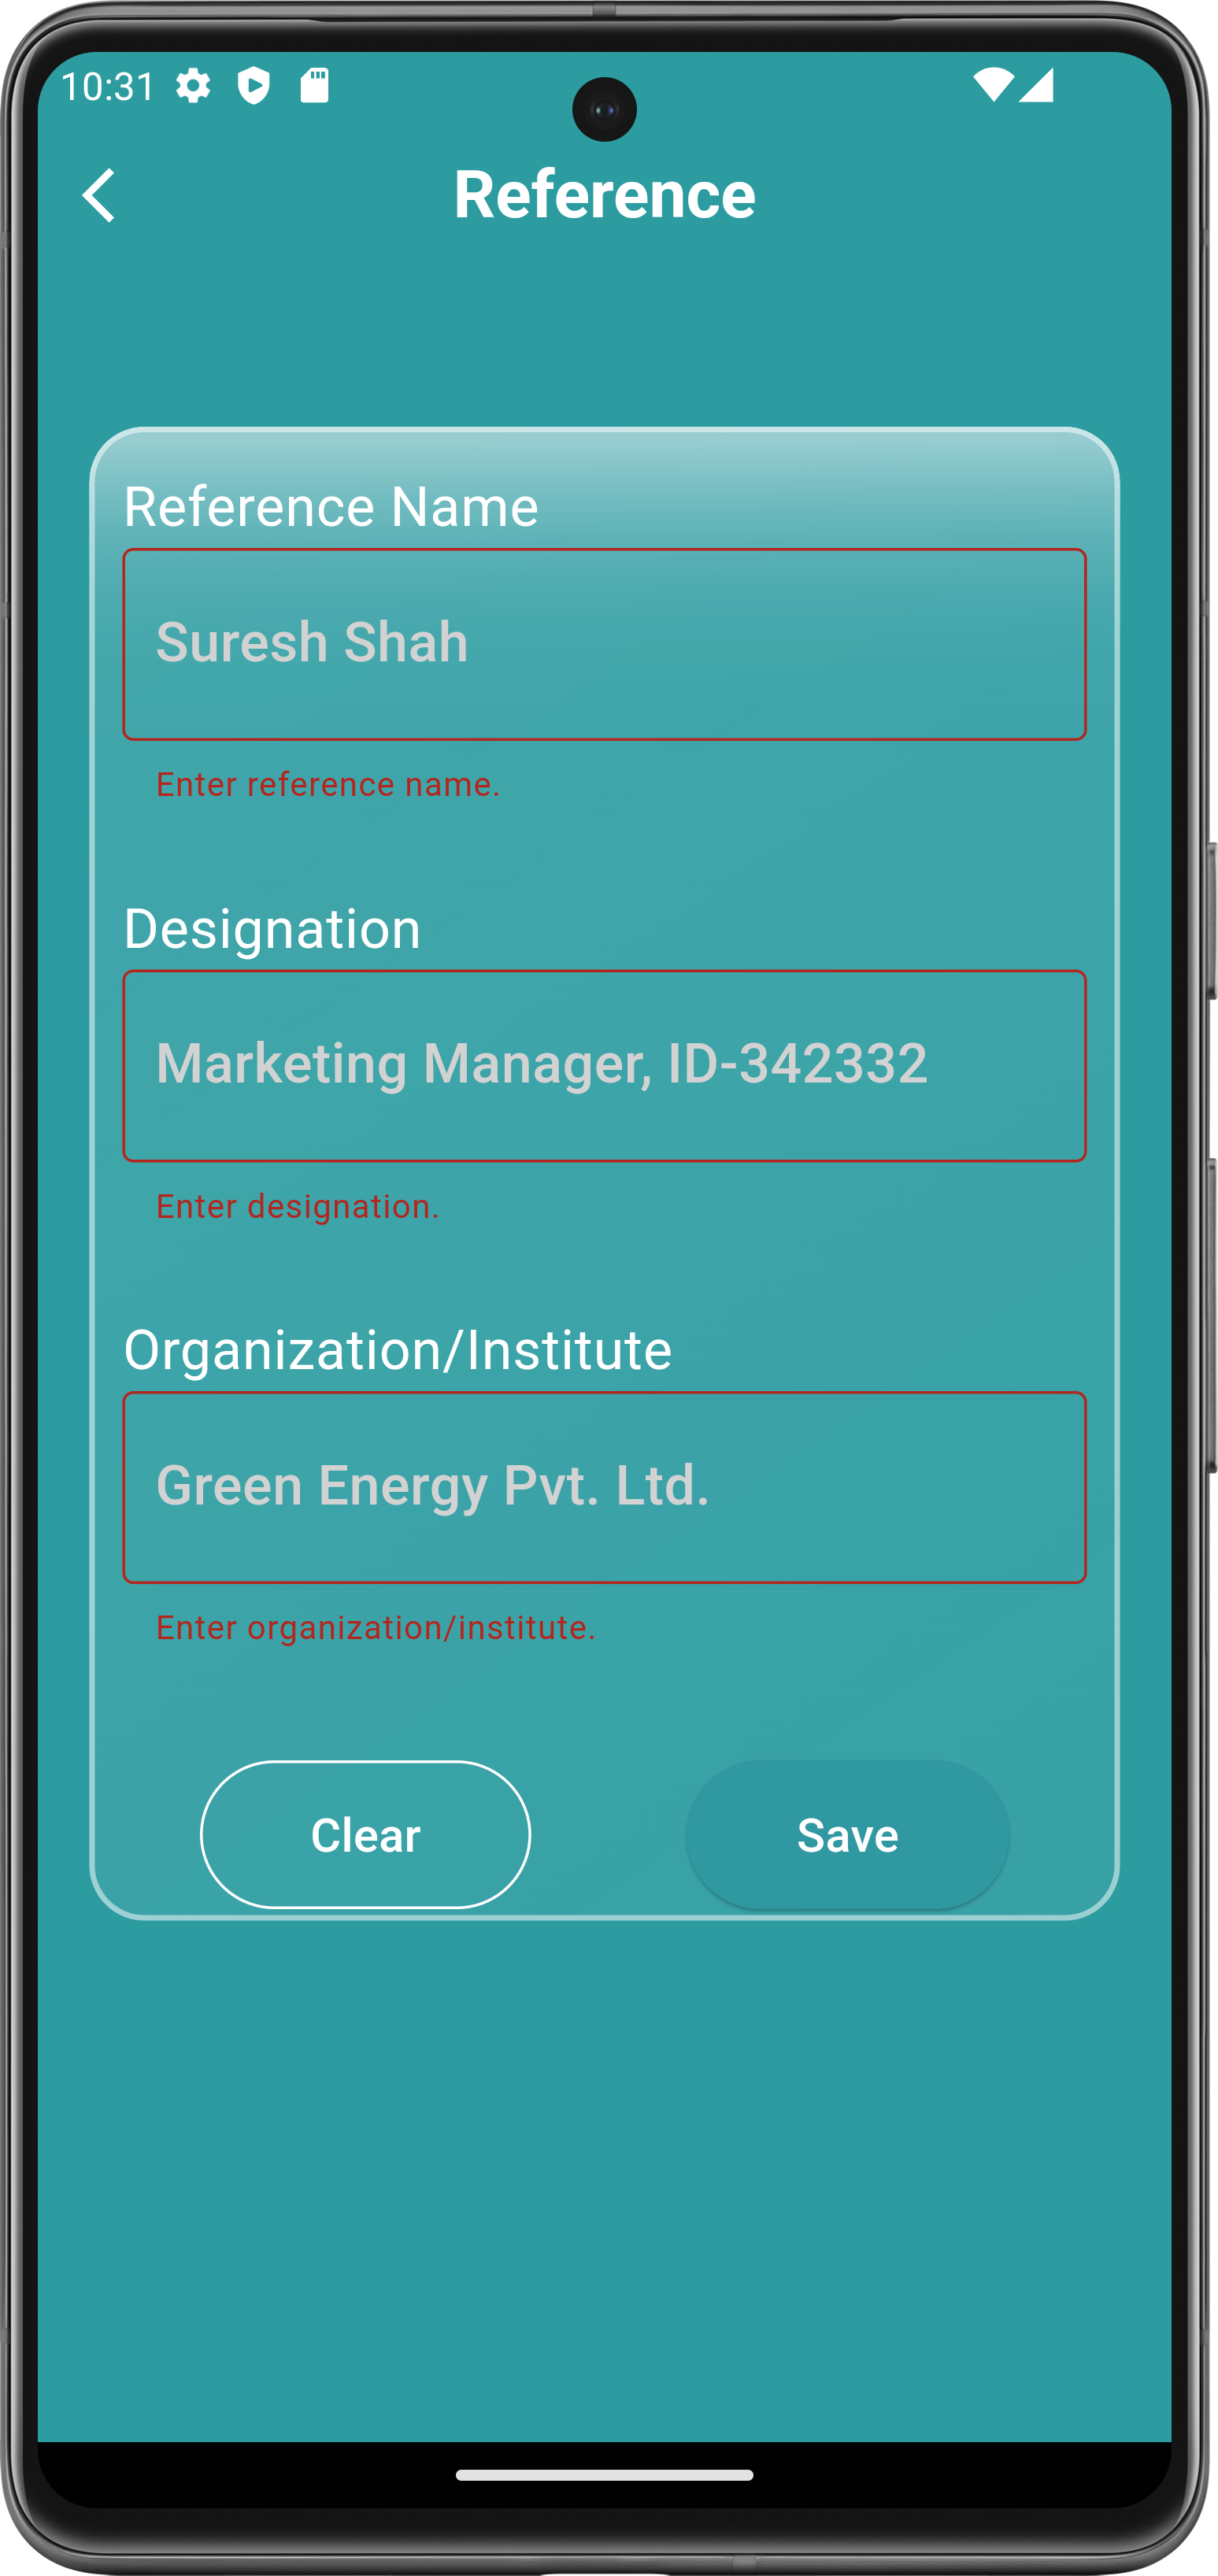 10:31
Reference
Reference Name
Suresh Shah
Enter reference name.
Designation
Marketing Manager, ID-342332
Enter designation.
Organization/Institute
Green Energy Pvt. Ltd.
Enter organization/institute.
Clear
Save